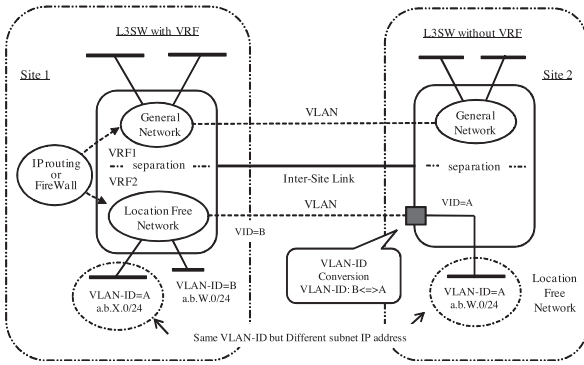 L3SW with VRF
L3SW without VRF
Site 1
Site 2
General
Network
VLAN
General
Network
VRF1
separation
separation
IP routing
or
FireWall
VRF2
Inter-Site Link
Location Free
Network
VLAN
VID=B
VID=A
VLAN-ID
Conversion
VLAN-ID: B<=>A
VLAN-ID=A
a.b.X.0/24
VLAN-ID=B
a.b.W.0/24
VLAN-ID=A
a.b.W.0/24
Location
Free
Network
Same VLAN-ID but Different subnet IP address